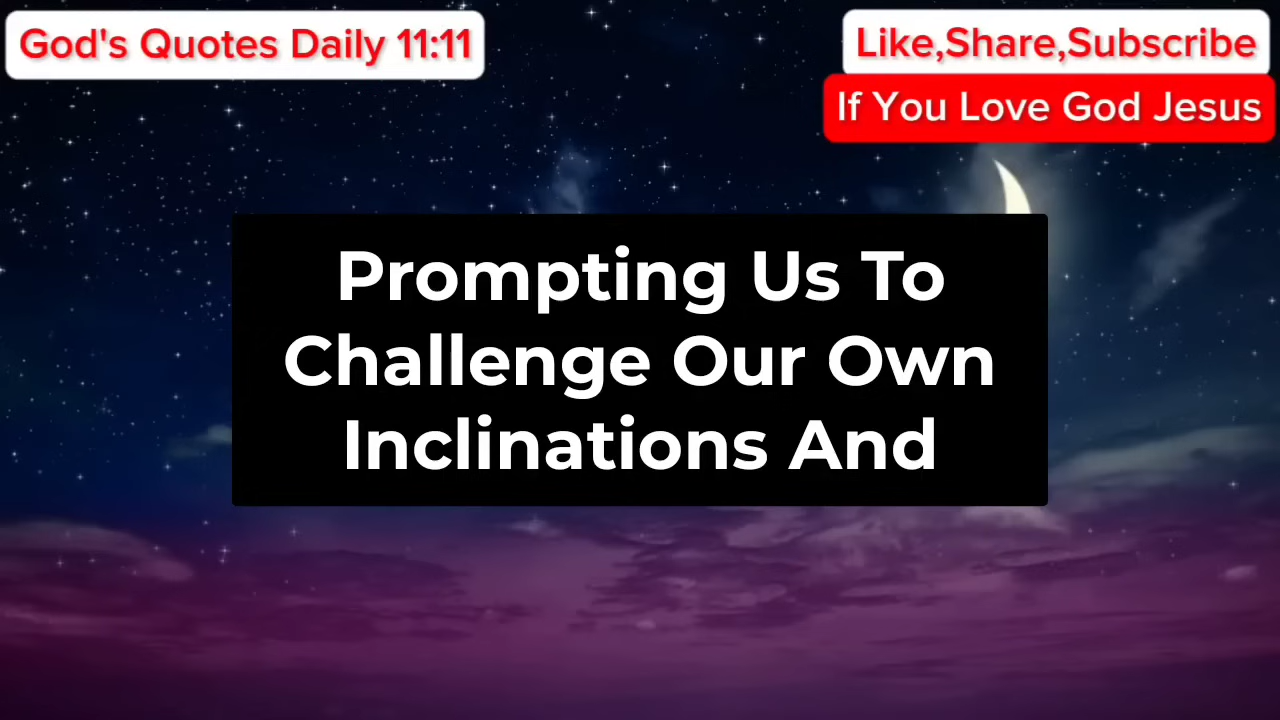 God's Quotes Daily 11:11
Like,Share,Subscribe
If You Love God Jesus
Prompting Us To
Challenge Our Own
Inclinations And